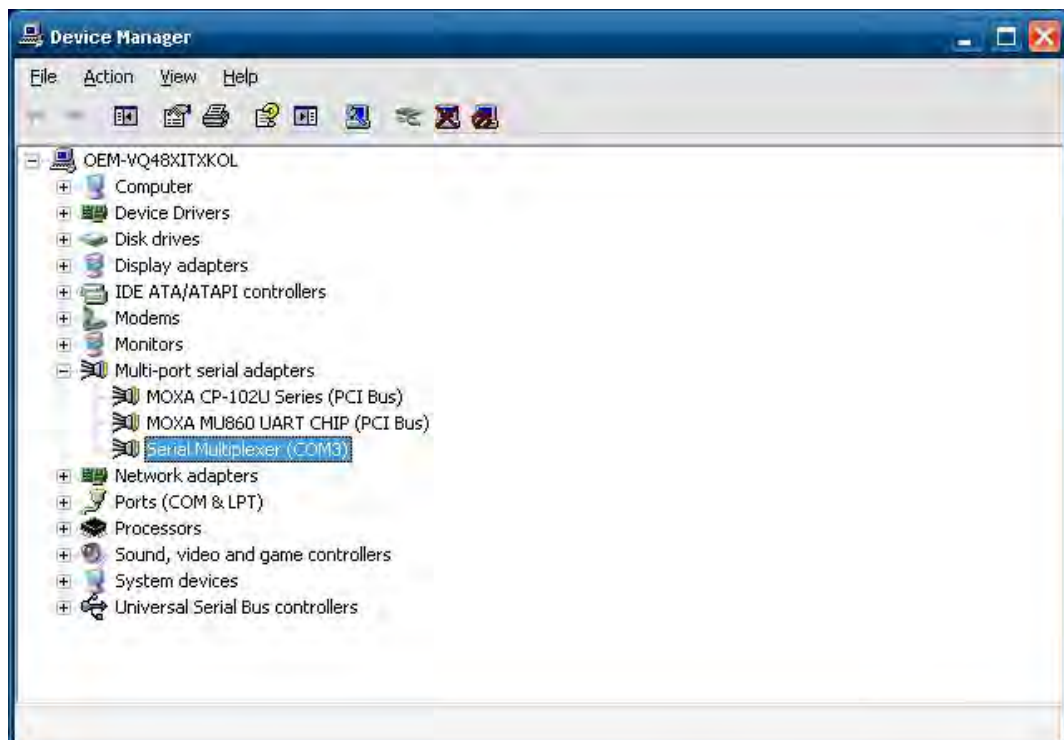 Device Manager
File Action View Help
OEM-VQ48XITXKOL
Computer
Device Drivers
Disk drives
Display adapters
IDE ATA/ATAPI controllers
Modems
Monitors
Multi-port serial adapters
MOXA CP-102U Series (PCI Bus)
MOXA MU860 UART CHIP (PCI Bus)
Serial Multiplexer (COM3)
Network adapters
Ports (COM & LPT)
Processors
Sound, video and game controllers
System devices
Universal Serial Bus controllers